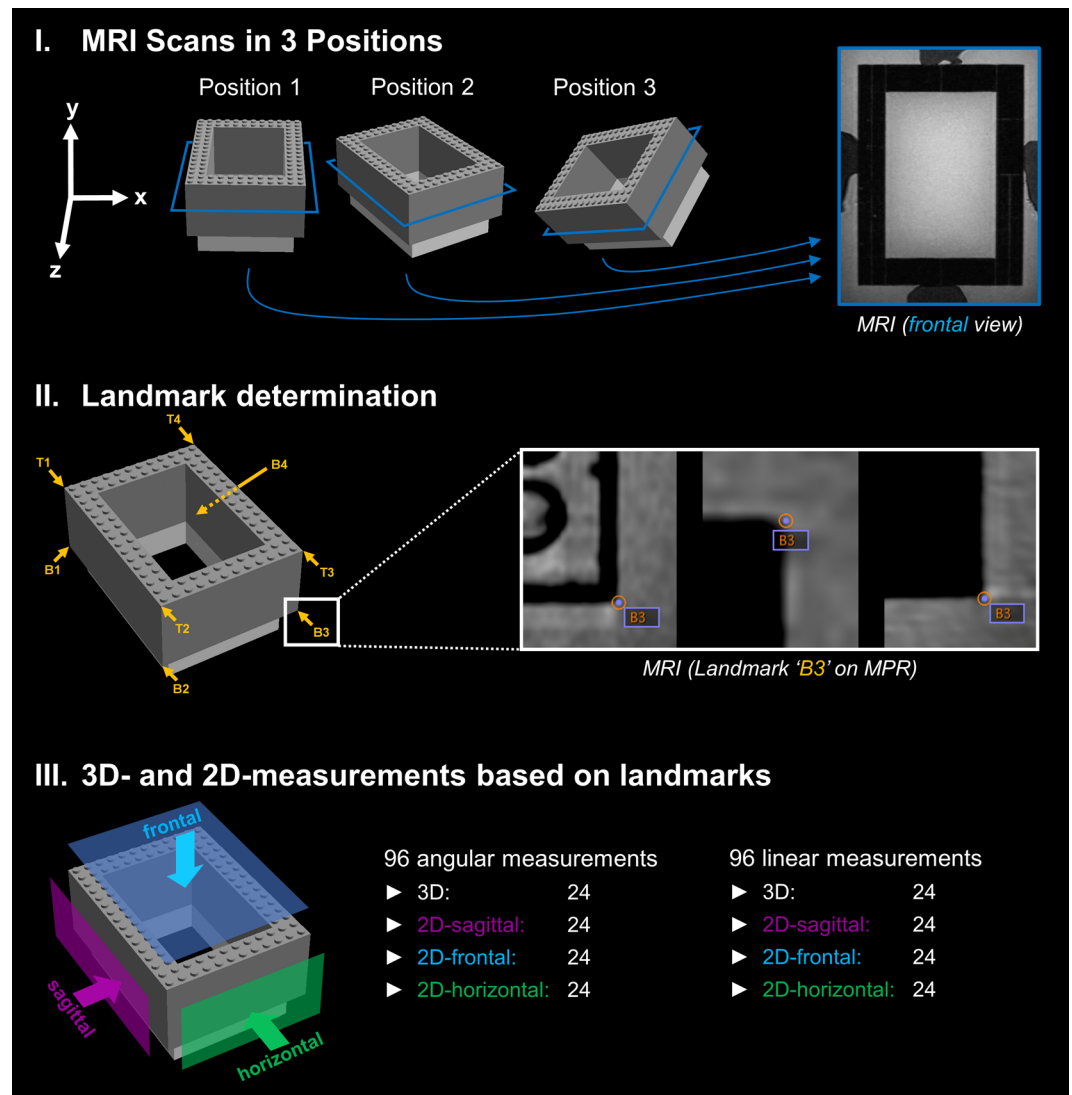 I. MRI Scans in 3 Positions
Position 1
Position 2
Position 3
y
x
z
MRI (frontal view)
II. Landmark determination
T4
T1
B4
B1
T3
T2
B3
B2
B3
B3
B3
MRI (Landmark ‘B3’ on MPR)
III. 3D- and 2D-measurements based on landmarks
frontal
sagittal
horizontal
96 angular measurements
► 3D: 24
► 2D-sagittal: 24
► 2D-frontal: 24
► 2D-horizontal: 24
96 linear measurements
► 3D: 24
► 2D-sagittal: 24
► 2D-frontal: 24
► 2D-horizontal: 24